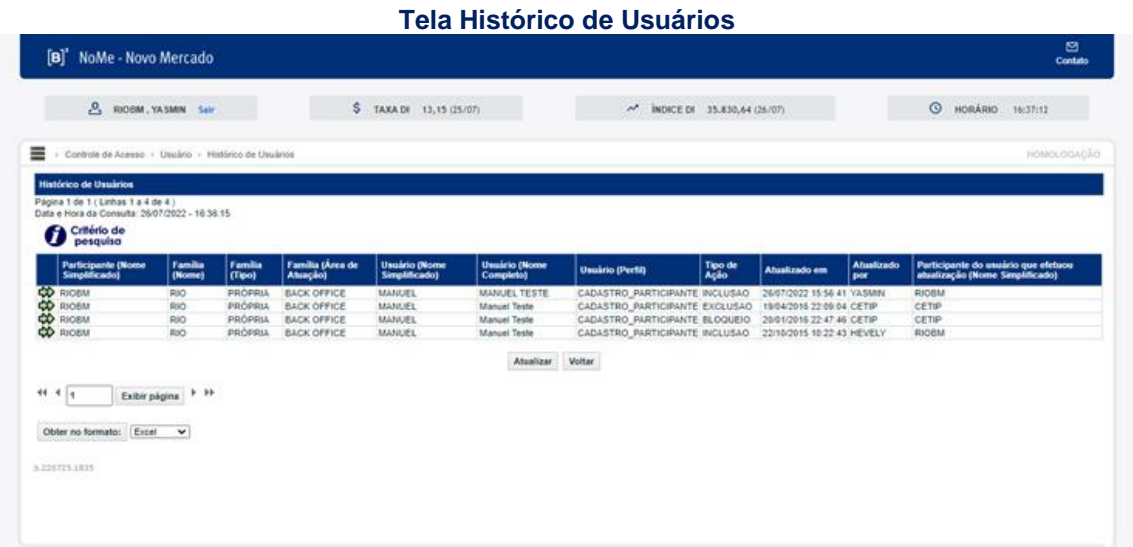 Tela Histórico de Usuários
[B]³ NoMe - Novo Mercado
Contato
RIOBM , YASMIN Sair
$ TAXA DI 13,15 (25/07)
ÍNDICE DI 35.830,64 (26/07)
HORÁRIO 16:37:12
Controle de Acesso > Usuário > Histórico de Usuários
HOMOLOGAÇÃO
Histórico de Usuários
Página 1 de 1 ( Linhas 1 a 4 de 4 )
Data e Hora da Consulta: 26/07/2022 - 16:36:15
Critério de
pesquisa
Participante (Nome Simplificado) Família (Nome) Família (Tipo) Família (Área de Atuação) Usuário (Nome Simplificado) Usuário (Nome Completo) Usuário (Perfil) Tipo de Ação Atualizado em Atualizado por Participante do usuário que efetuou atualização (Nome Simplificado)
RIOBM RIO PRÓPRIA BACK OFFICE MANUEL MANUEL TESTE CADASTRO_PARTICIPANTE INCLUSAO 26/07/2022 15:56:41 YASMIN RIOBM
RIOBM RIO PRÓPRIA BACK OFFICE MANUEL Manuel Teste CADASTRO_PARTICIPANTE EXCLUSAO 19/04/2016 22:09:04 CETIP CETIP
RIOBM RIO PRÓPRIA BACK OFFICE MANUEL Manuel Teste CADASTRO_PARTICIPANTE BLOQUEIO 20/01/2016 22:47:46 CETIP CETIP
RIOBM RIO PRÓPRIA BACK OFFICE MANUEL Manuel Teste CADASTRO_PARTICIPANTE INCLUSAO 22/10/2015 10:22:43 HEVELY RIOBM
Atualizar Voltar
1 Exibir página
Obter no formato: Excel
s.220725.1835